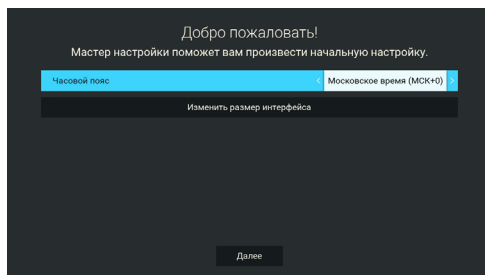 Добро пожаловать!
Мастер настройки поможет вам произвести начальную настройку.
Часовой пояс < Московское время (МСК+0) >
Изменить размер интерфейса
Далее